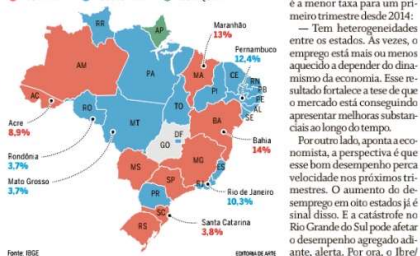 RR
AP
AM
PA
MA
CE
RN
PB
PE
AL
SE
PI
AC
RO
TO
MT
BA
DF
GO
MG
ES
MS
SP
RJ
PR
SC
RS
Maranhão
13%
Pernambuco
12,4%
Acre
8,9%
Rondônia
3,7%
Mato Grosso
3,7%
Bahia
14%
Rio de Janeiro
10,3%
Santa Catarina
3,8%
Fonte: IBGE
EDITORIA DE ARTE
é a menor taxa para um pri-
meiro trimestre desde 2014:
— Tem heterogeneidades
entre os estados. Às vezes, o
emprego está mais ou menos
aquecido a depender do dina-
mismo da economia. Esse re-
sultado fortalece a tese de que
o mercado está conseguindo
apresentar melhoras substan-
ciais ao longo do tempo.
Por outro lado, aponta a eco-
nomista, a perspectiva é que
esse bom desempenho perca
velocidade nos próximos tri-
mestres. O aumento do de-
semprego em oito estados já é
sinal disso. E a catástrofe no
Rio Grande do Sul pode afetar
o desempenho agregado adi-
ante, alerta. Por ora, o Ibre/